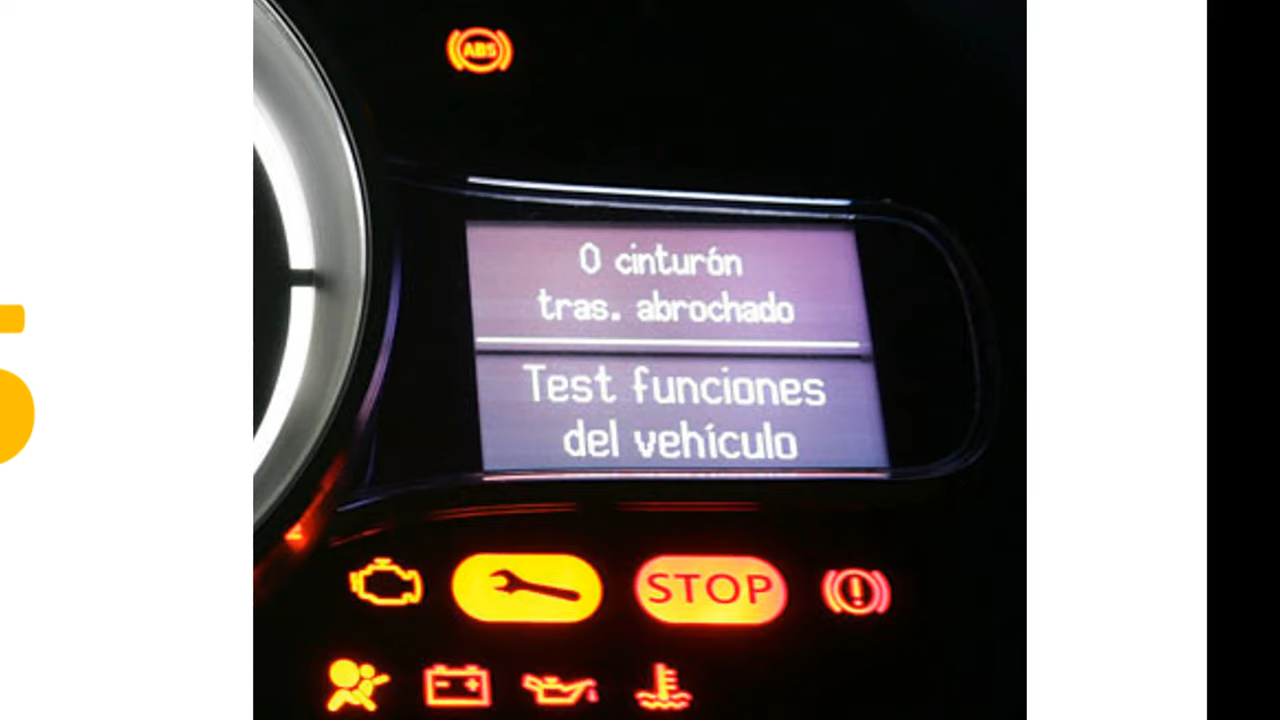 ABS
0 cinturón
tras. abrochado
Test funciones
del vehículo
STOP